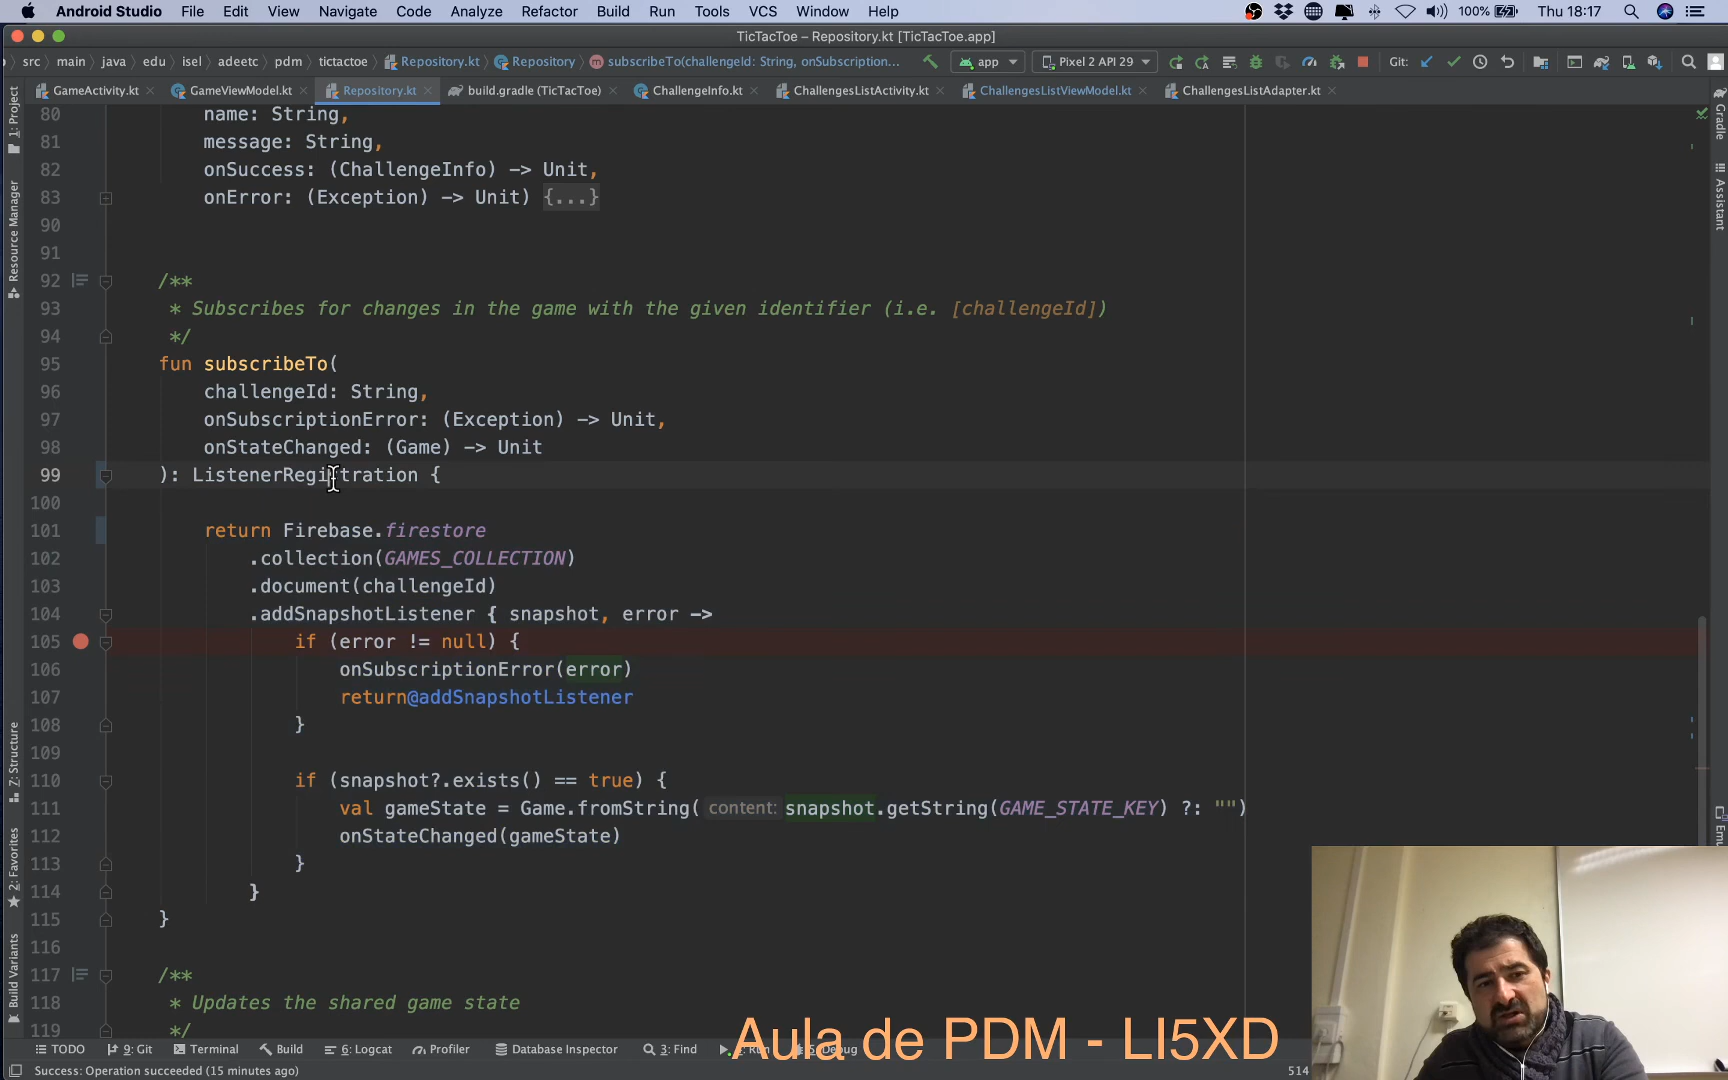 Android Studio File Edit View Navigate Code Analyze Refactor Build Run Tools VCS Window Help 100% Thu 18:17
TicTacToe – Repository.kt [TicTacToe.app]
src main java edu isel adeetc pdm tictactoe Repository.kt Repository subscribeTo(challengeId: String, onSubscription... app Pixel 2 API 29 Git:
GameActivity.kt GameViewModel.kt Repository.kt build.gradle (TicTacToe) ChallengeInfo.kt ChallengesListActivity.kt ChallengesListViewModel.kt ChallengesListAdapter.kt
1: Project
Resource Manager
Z: Structure
2: Favorites
Build Variants
Gradle
Assistant
80 name: String,
81 message: String,
82 onSuccess: (ChallengeInfo) -> Unit,
83 onError: (Exception) -> Unit) {...}
90
91
92 /**
93 * Subscribes for changes in the game with the given identifier (i.e. [challengeId])
94 */
95 fun subscribeTo(
96 challengeId: String,
97 onSubscriptionError: (Exception) -> Unit,
98 onStateChanged: (Game) -> Unit
99 ): ListenerRegistration {
100
101 return Firebase.firestore
102 .collection(GAMES_COLLECTION)
103 .document(challengeId)
104 .addSnapshotListener { snapshot, error ->
105 if (error != null) {
106 onSubscriptionError(error)
107 return@addSnapshotListener
108 }
109
110 if (snapshot?.exists() == true) {
111 val gameState = Game.fromString( content: snapshot.getString(GAME_STATE_KEY) ?: "")
112 onStateChanged(gameState)
113 }
114 }
115 }
116
117 /**
118 * Updates the shared game state
119 */
TODO 9: Git Terminal Build 6: Logcat Profiler Database Inspector 3: Find Debug
Aula de PDM - LI5XD
Success: Operation succeeded (15 minutes ago) 514